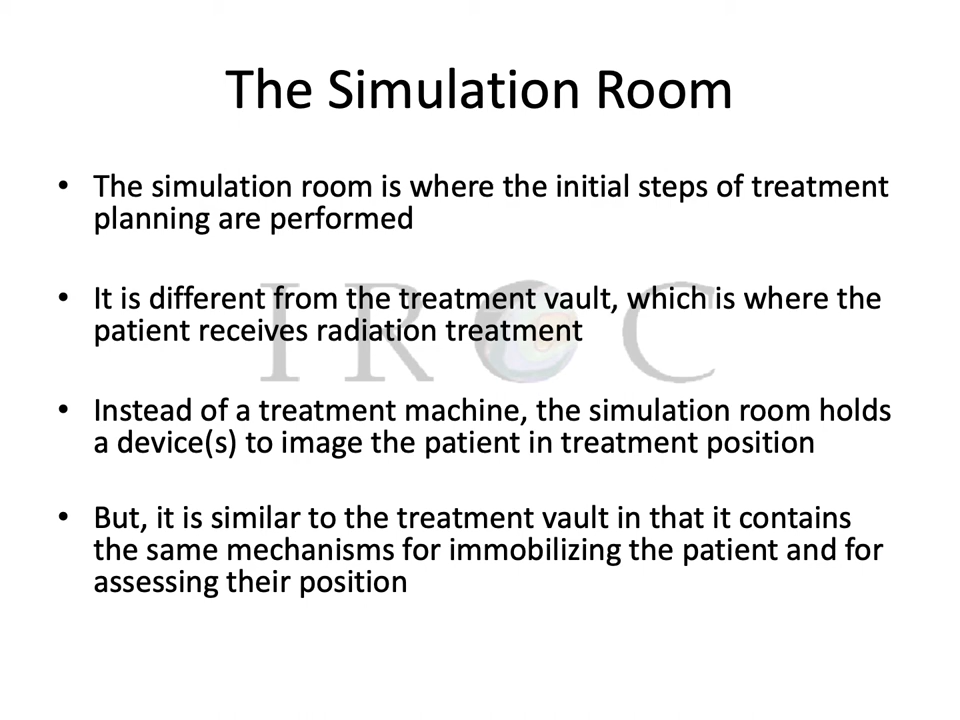 The Simulation Room
• The simulation room is where the initial steps of treatment
planning are performed
• It is different from the treatment vault, which is where the
patient receives radiation treatment
IROC
• Instead of a treatment machine, the simulation room holds
a device(s) to image the patient in treatment position
• But, it is similar to the treatment vault in that it contains
the same mechanisms for immobilizing the patient and for
assessing their position